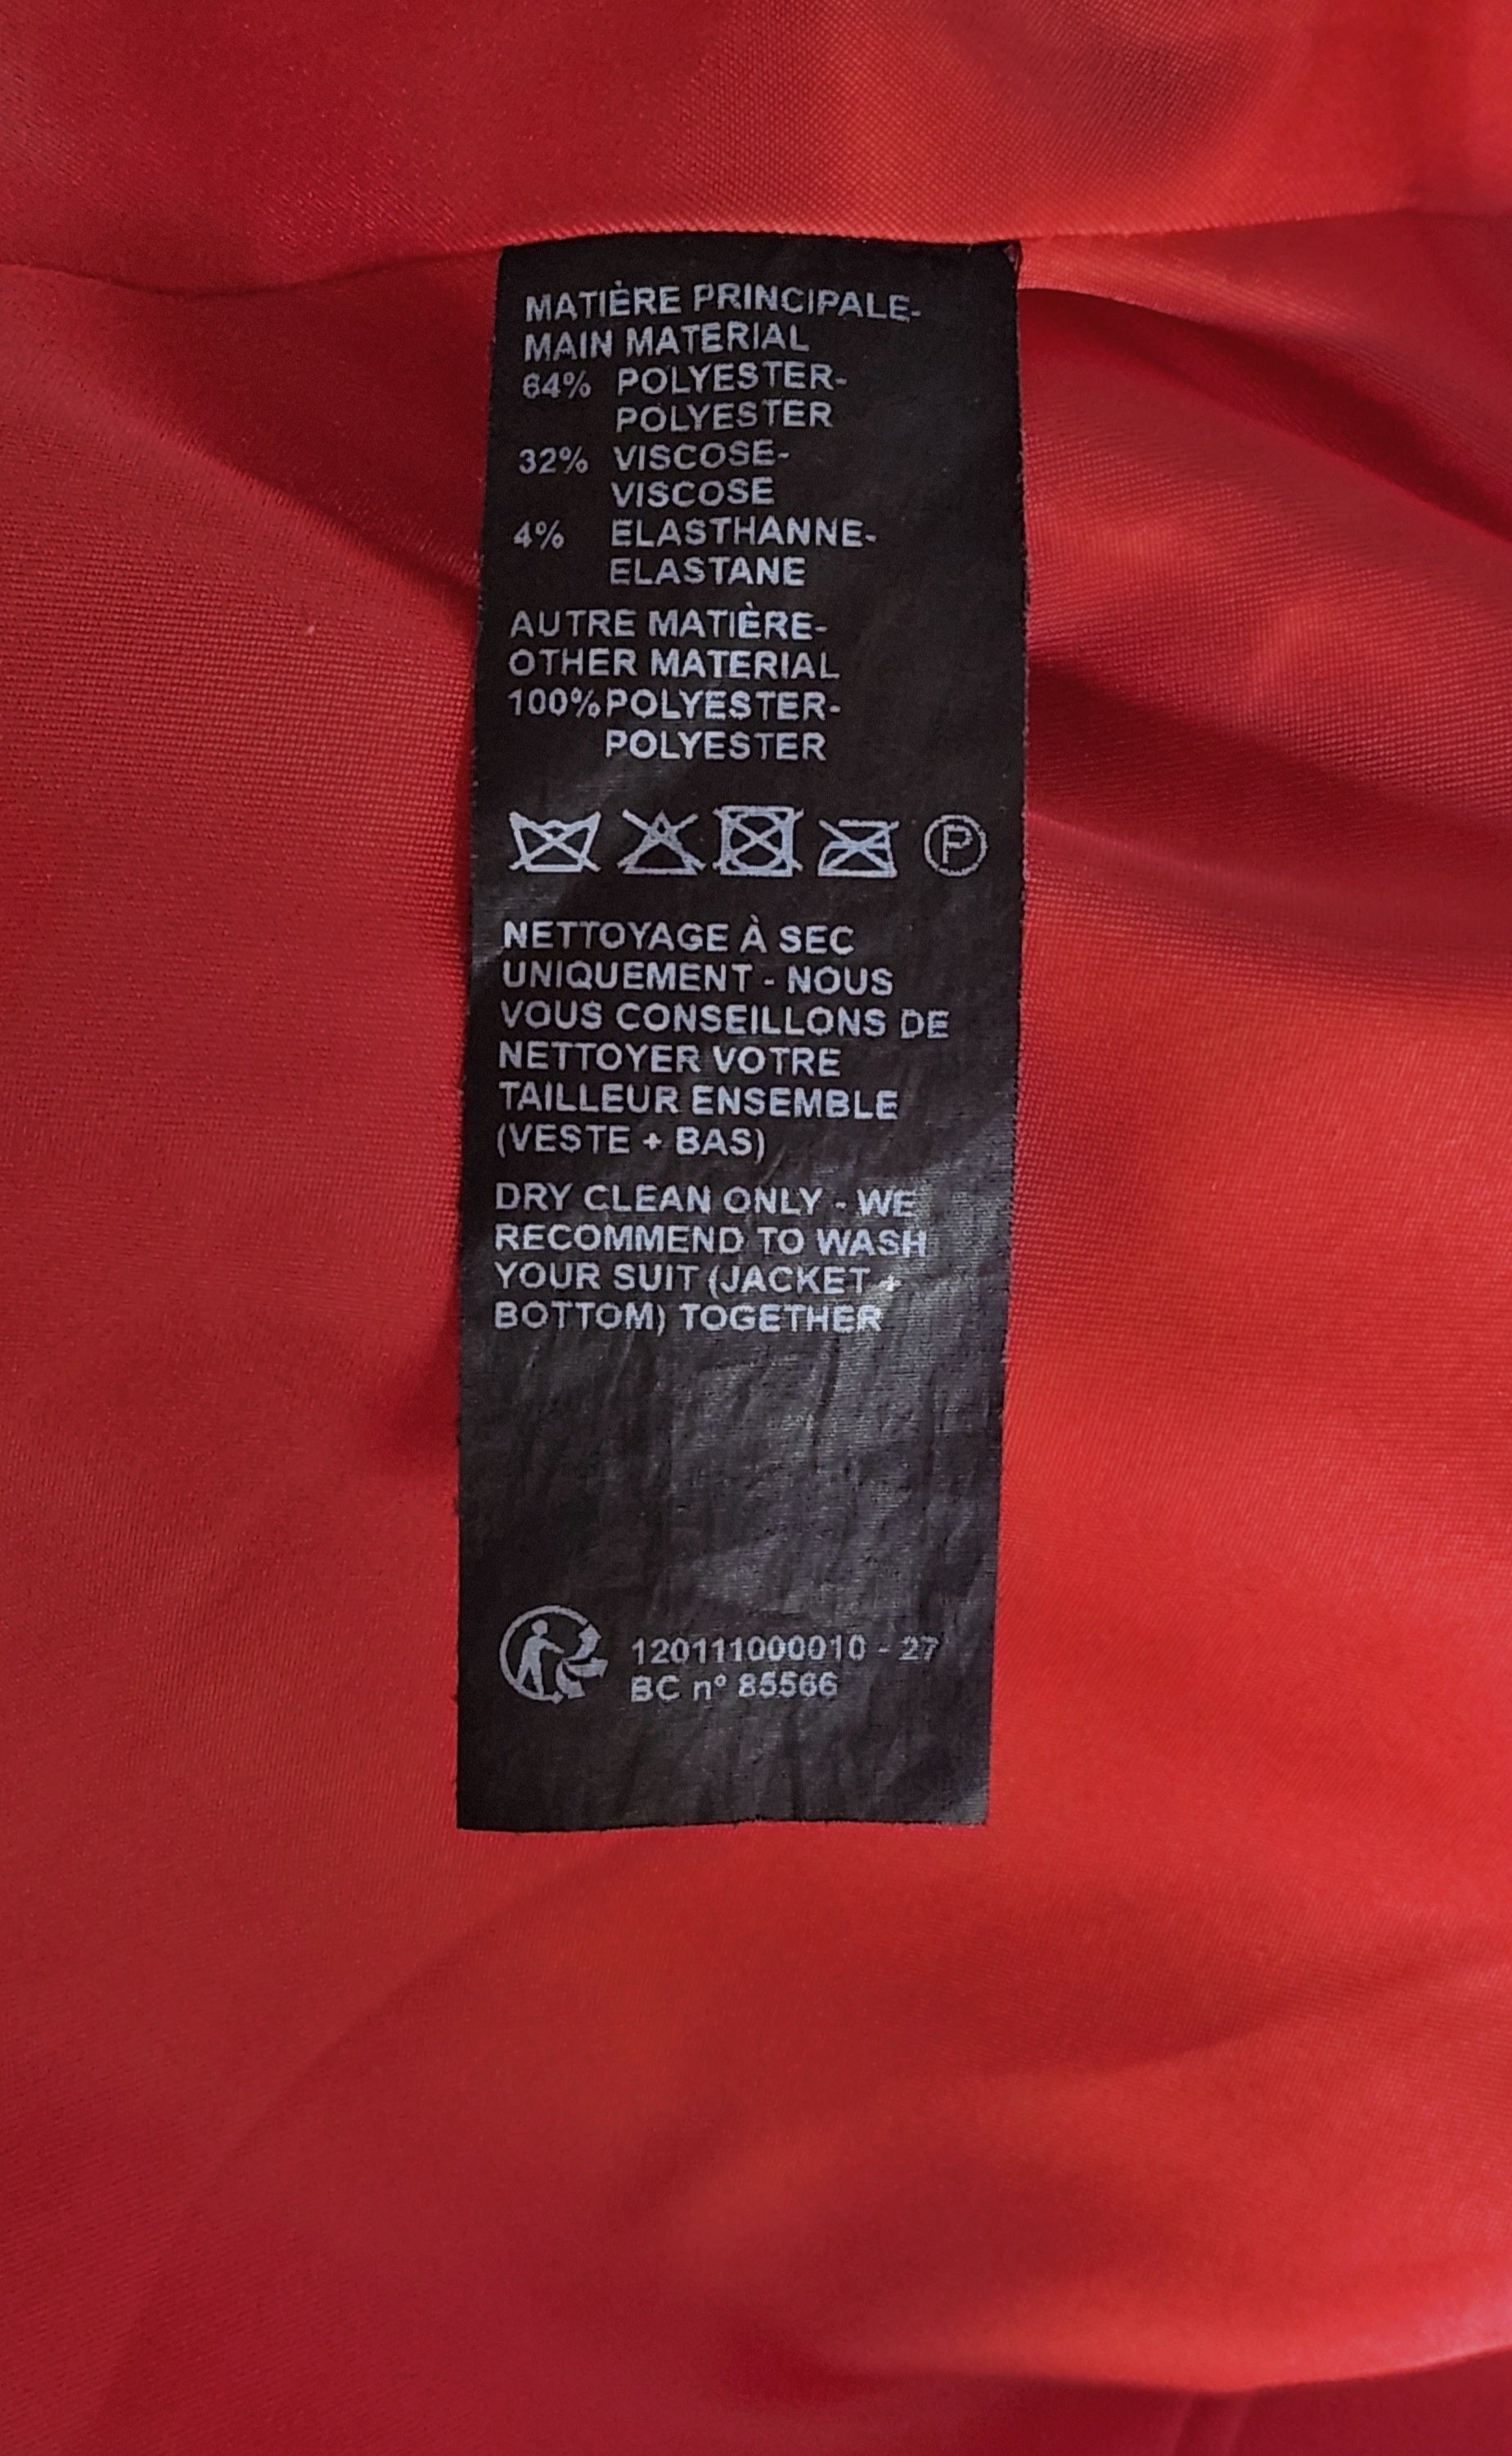 MATIÈRE PRINCIPALE-
MAIN MATERIAL
64% POLYESTER-
POLYESTER
32% VISCOSE-
VISCOSE
4% ELASTHANNE-
ELASTANE
AUTRE MATIÈRE-
OTHER MATERIAL
100% POLYESTER-
POLYESTER
P
NETTOYAGE À SEC
UNIQUEMENT - NOUS
VOUS CONSEILLONS DE
NETTOYER VOTRE
TAILLEUR ENSEMBLE
(VESTE + BAS)
DRY CLEAN ONLY - WE
RECOMMEND TO WASH
YOUR SUIT (JACKET +
BOTTOM) TOGETHER
120111000010 - 27
BC n° 85566